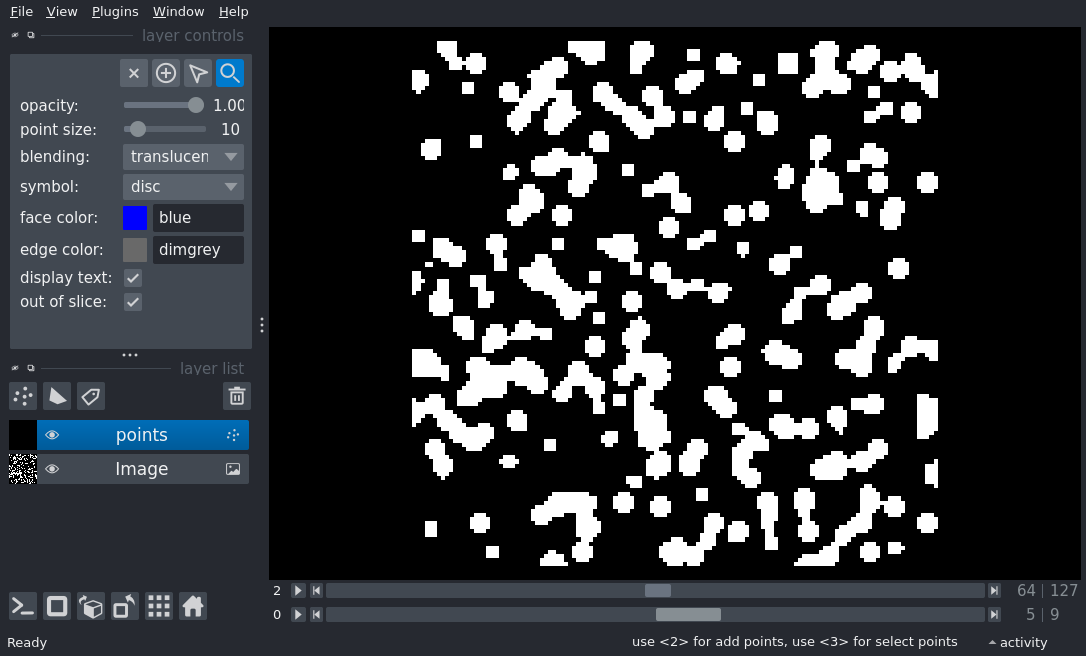 File View Plugins Window Help
layer controls
opacity: 1.00
point size: 10
blending: translucen
symbol: disc
face color: blue
edge color: dimgrey
display text:
out of slice:
layer list
points
Image
2 64 | 127
0 5 | 9
Ready use <2> for add points, use <3> for select points activity